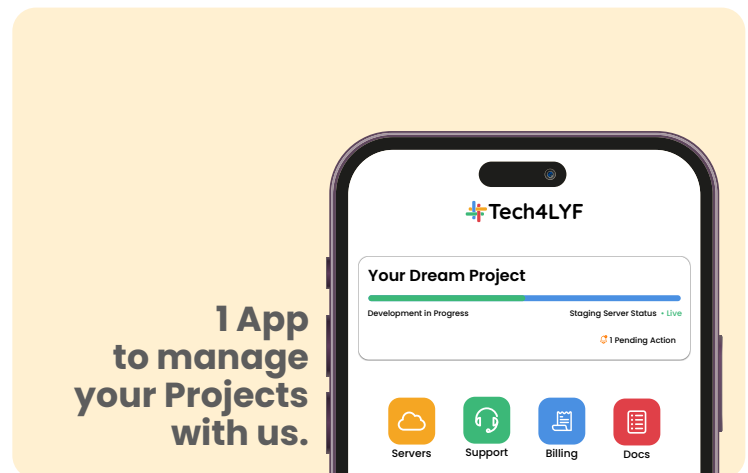 1 App
to manage
your Projects
with us.
Tech4LYF
Your Dream Project
Development in Progress
Staging Server Status • Live
1 Pending Action
Servers
Support
Billing
Docs